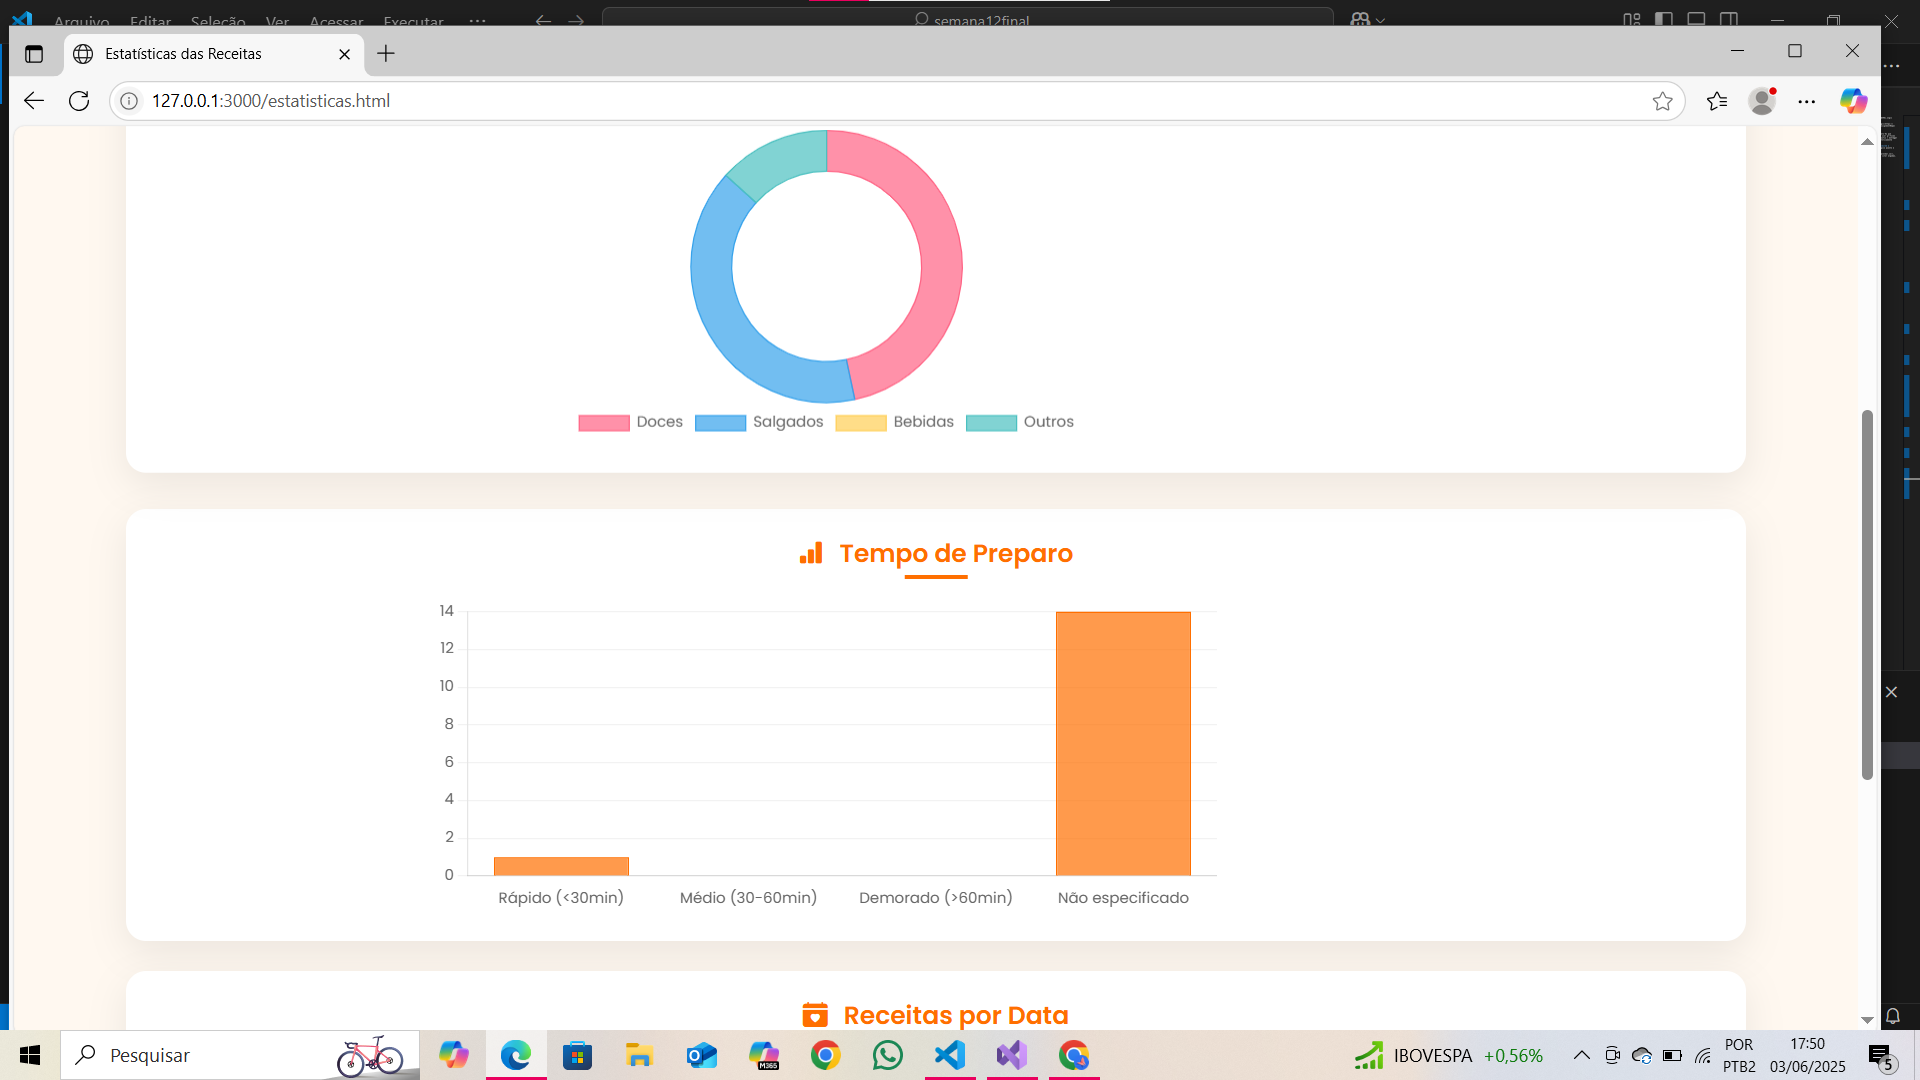 Arquivo Editar Seleção Ver Acessar Executar ··· semana12final
Estatísticas das Receitas
127.0.0.1:3000/estatisticas.html
Doces Salgados Bebidas Outros
Tempo de Preparo
14
12
10
8
6
4
2
0
Rápido (<30min) Médio (30-60min) Demorado (>60min) Não especificado
Receitas por Data
Pesquisar
M365
IBOVESPA +0,56%
POR
PTB2
17:50
03/06/2025
5